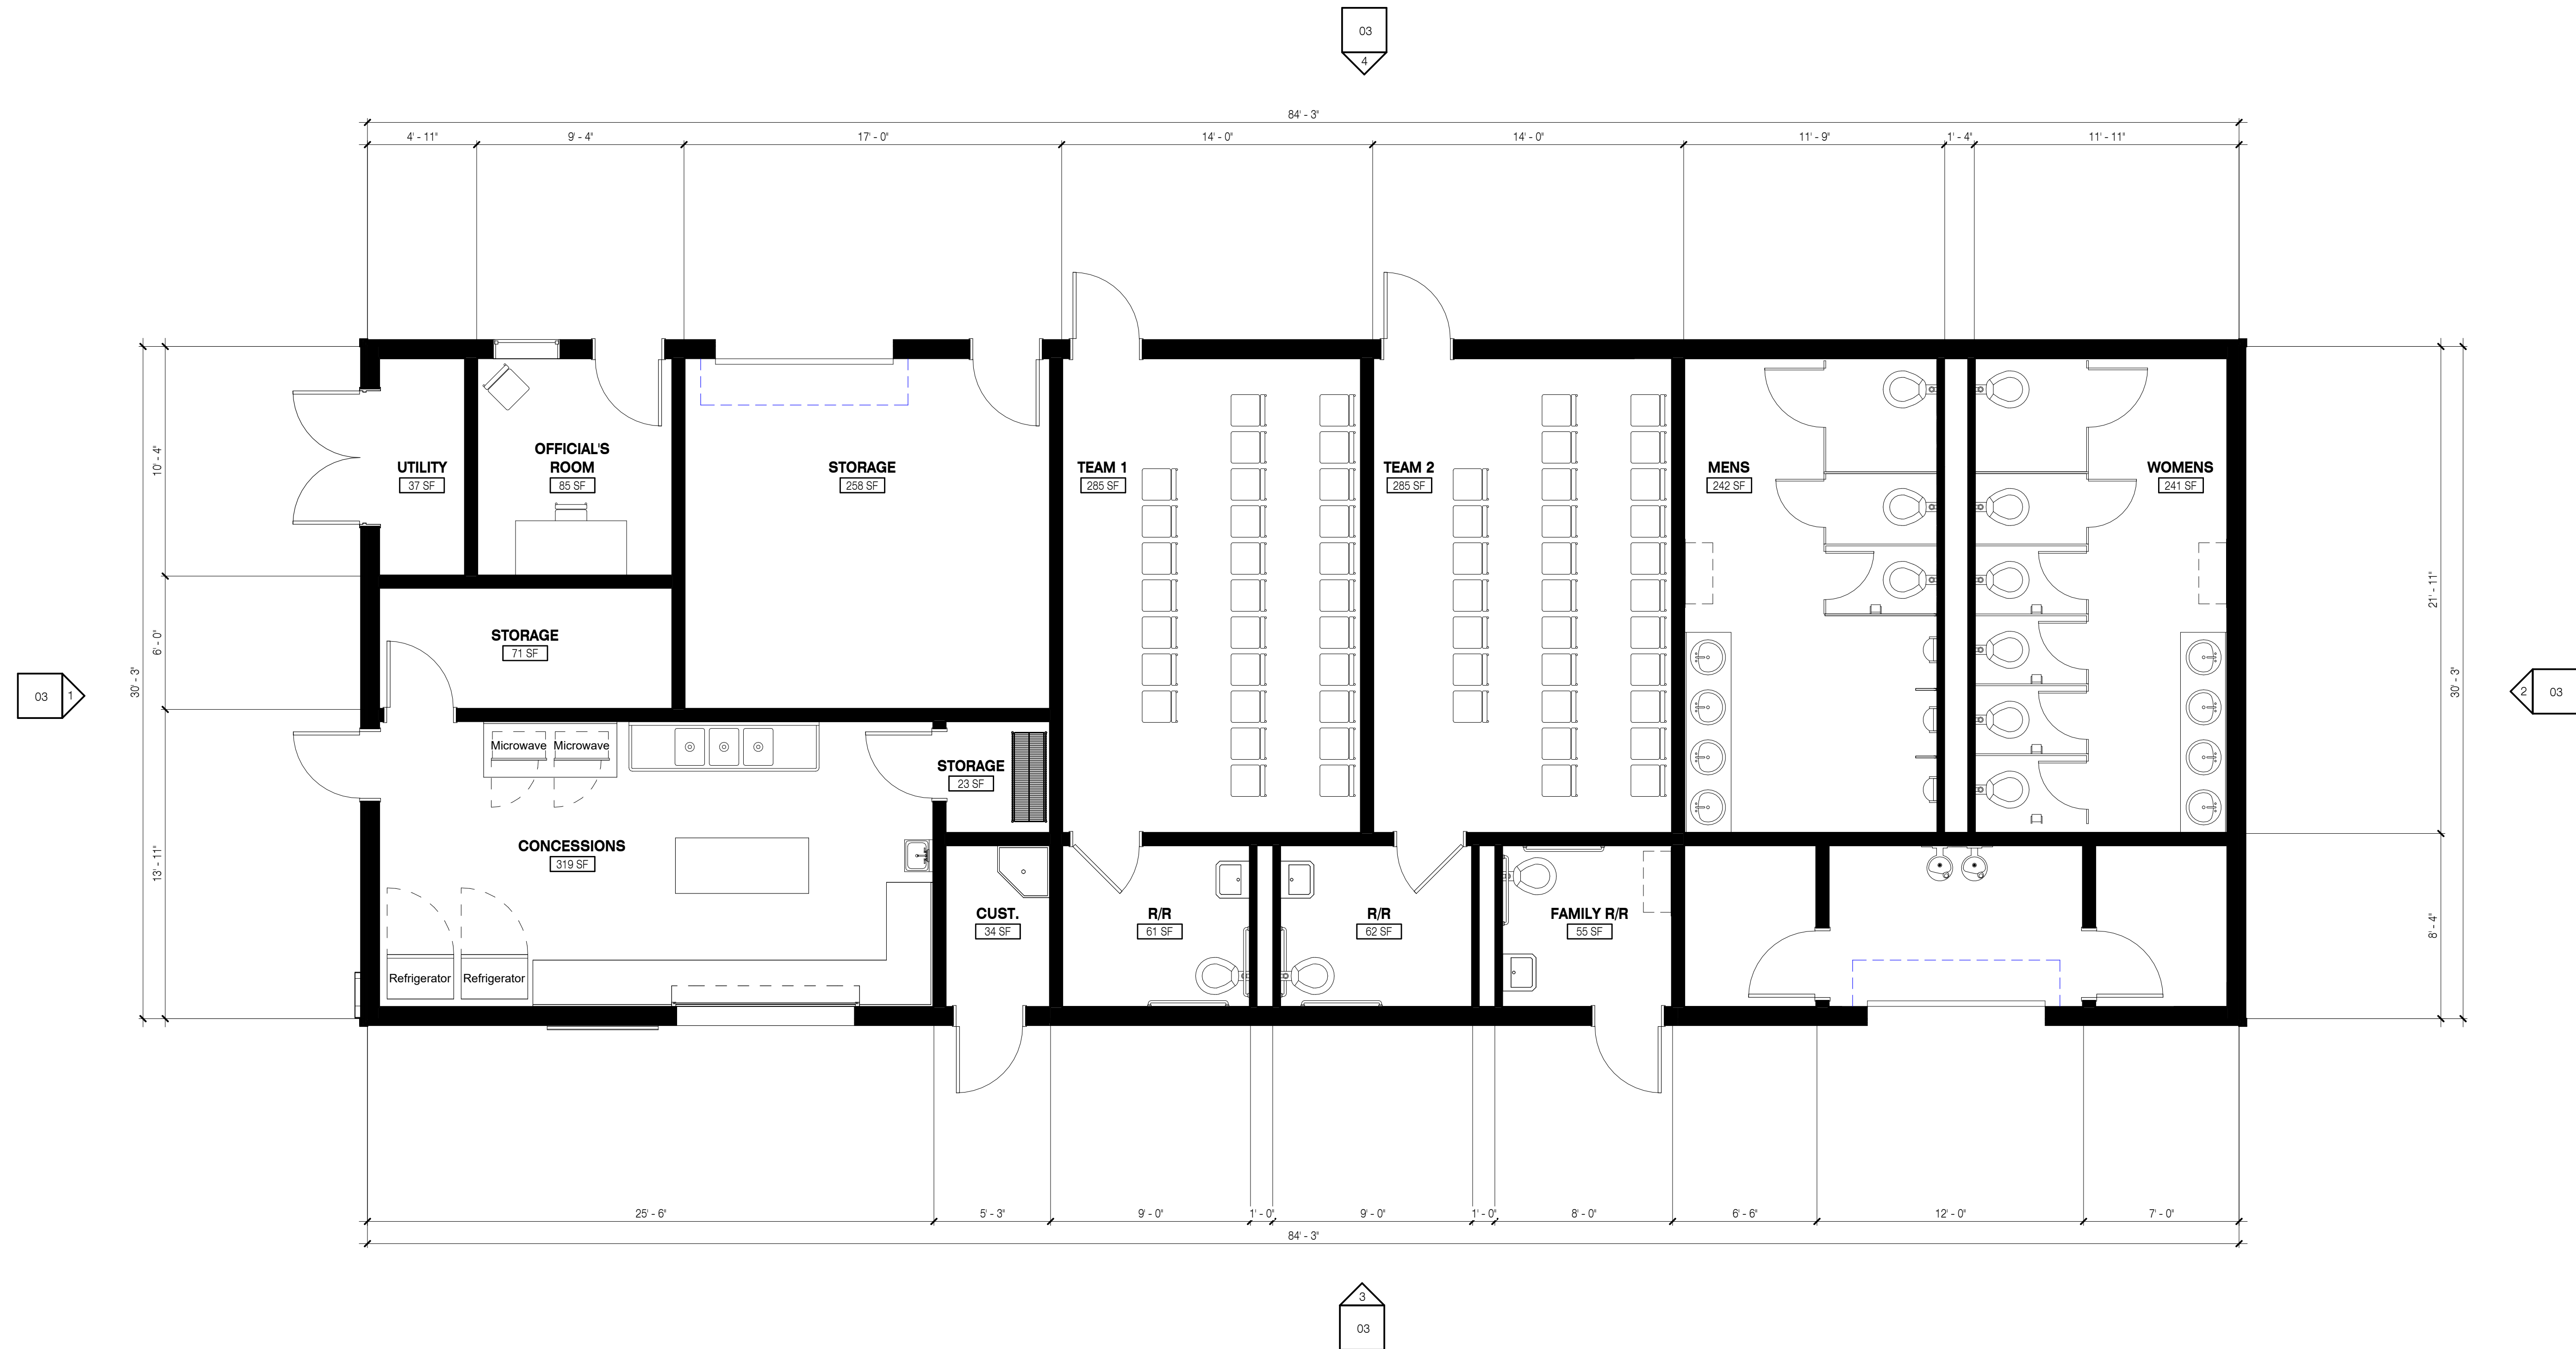 03
4
84' - 3"
4' - 11"
9' - 4"
17' - 0"
14' - 0"
14' - 0"
11' - 9"
1' - 4"
11' - 11"
OFFICIAL'S
ROOM
85 SF
UTILITY
37 SF
STORAGE
258 SF
TEAM 1
285 SF
TEAM 2
285 SF
MENS
242 SF
WOMENS
241 SF
10' - 4"
6' - 0"
13' - 11"
30' - 3"
21' - 11"
8' - 4"
30' - 3"
STORAGE
71 SF
03
1
2
03
Microwave
Microwave
STORAGE
23 SF
CONCESSIONS
319 SF
CUST.
34 SF
R/R
61 SF
R/R
62 SF
FAMILY R/R
55 SF
Refrigerator
Refrigerator
25' - 6"
5' - 3"
9' - 0"
1' - 0"
9' - 0"
1' - 0"
8' - 0"
6' - 6"
12' - 0"
7' - 0"
84' - 3"
3
03